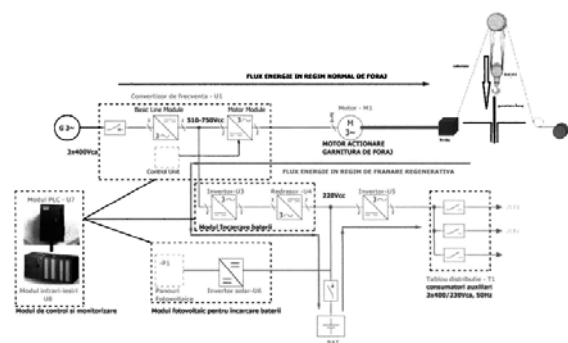 FLUX ENERGIE IN REGIM NORMAL DE FORAJ
Convertizor de frecventa - U1
Basic Line Module
Motor Module
510-750Vcc
Motor - M1
G 3~
M
3~
3x400Vca
Control Unit
MOTOR ACTIONARE
GARNITURA DE FORAJ
FLUX ENERGIE IN REGIM DE FRANARE REGENERATIVA
Modul PLC - U7
Invertor-U3
Redresor -U4
220Vcc
Invertor-U5
Modul incarcare baterii
-P1
Modul intrari-iesiri
U8
Panouri
fotovoltaice
Invertor solar-U6
Tablou distributie - T1
consumatori auxiliari
3x400/230Vca, 50Hz
Modul de control si monitorizare
Modul fotovoltaic pentru incarcare baterii
BAT